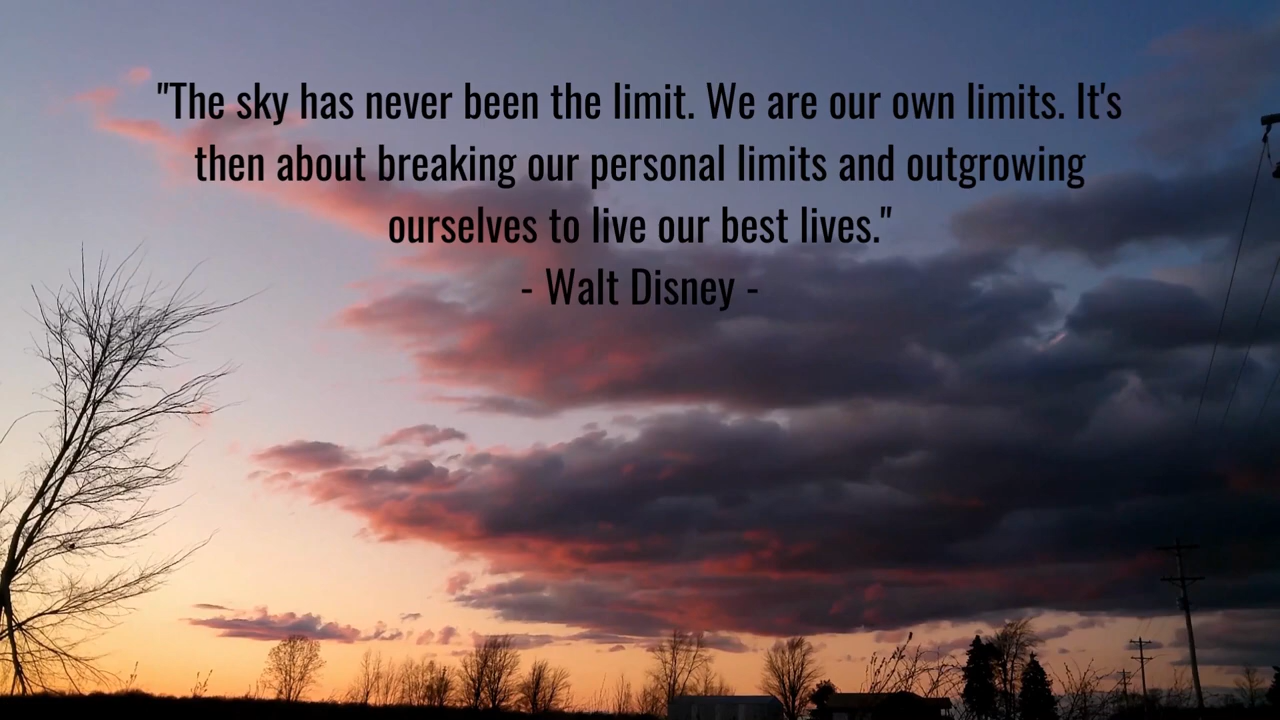 "The sky has never been the limit. We are our own limits. It's
then about breaking our personal limits and outgrowing
ourselves to live our best lives."
- Walt Disney -